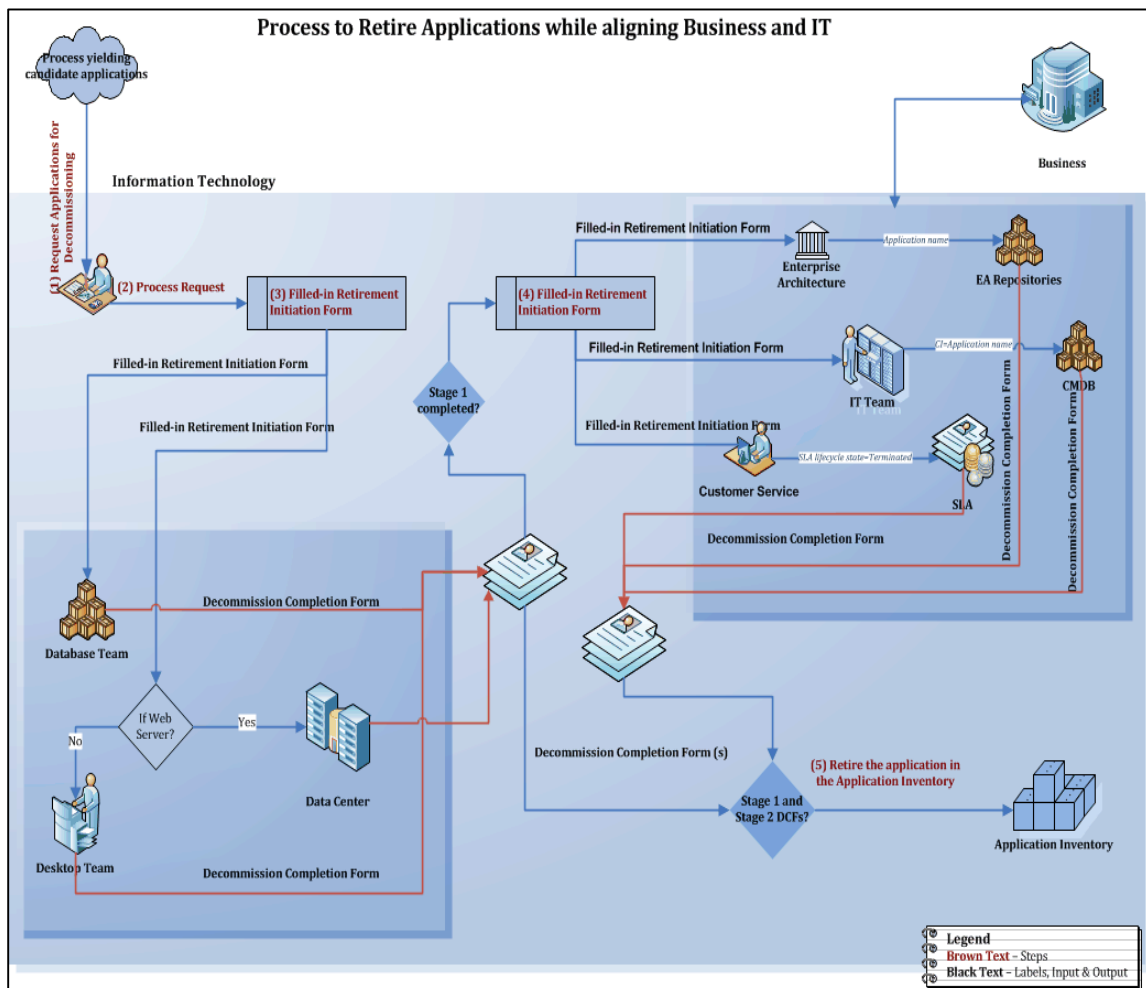 Process to Retire Applications while aligning Business and IT
Process yielding
candidate applications
(1) Request Applications for
Decommissioning
Business
Information Technology
(2) Process Request
(3) Filled-in Retirement
Initiation Form
(4) Filled-in Retirement
Initiation Form
Filled-in Retirement Initiation Form
Enterprise
Architecture
Application name
EA Repositories
Filled-in Retirement Initiation Form
Filled-in Retirement Initiation Form
Stage 1
completed?
Filled-in Retirement Initiation Form
IT Team
CI=Application name
CMDB
Filled-in Retirement Initiation Form
Customer Service
SLA lifecycle state=Terminated
SLA
Decommission Completion Form
Decommission Completion Form
Decommission Completion Form
Decommission Completion Form
Database Team
If Web
Server?
Yes
No
Data Center
Desktop Team
Decommission Completion Form
Decommission Completion Form (s)
Stage 1 and
Stage 2 DCFs?
(5) Retire the application in
the Application Inventory
Application Inventory
Legend
Brown Text – Steps
Black Text – Labels, Input & Output